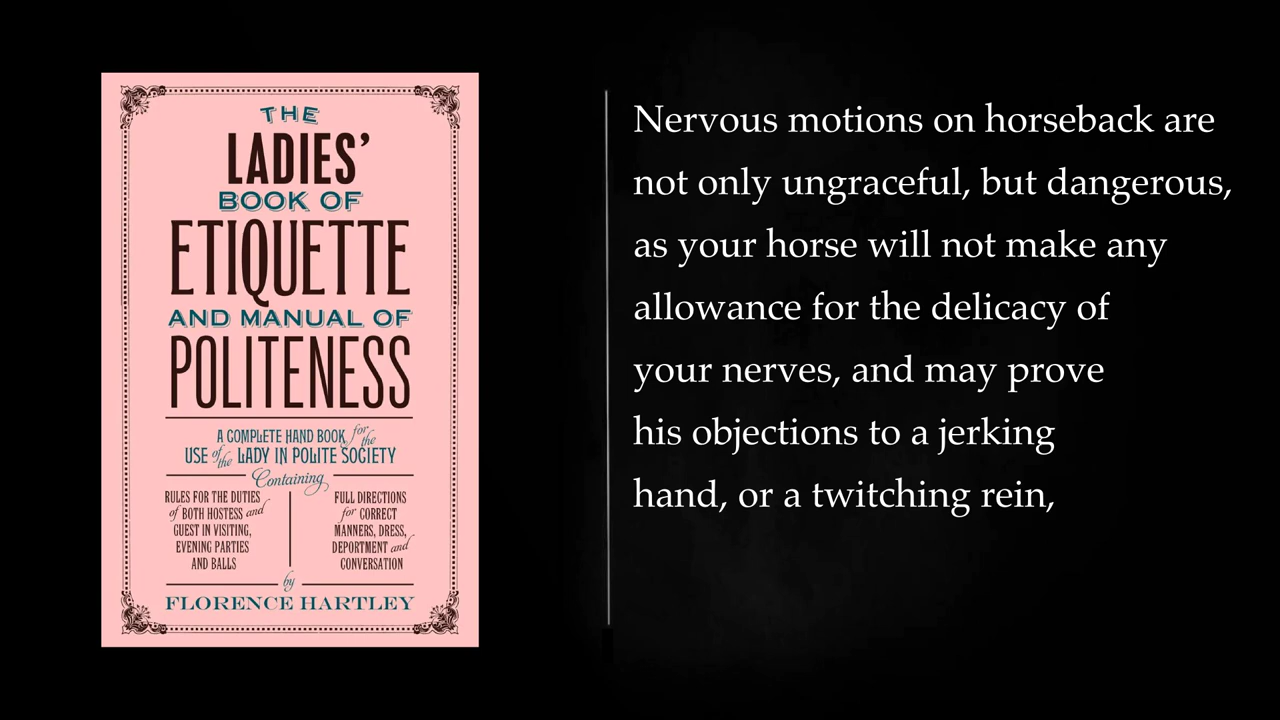 THE
LADIES'
BOOK OF
ETIQUETTE
AND MANUAL OF
POLITENESS
A COMPLETE HAND BOOK for the
USE of the LADY IN POLITE SOCIETY
Containing
RULES FOR THE DUTIES
of BOTH HOSTESS and
GUEST IN VISITING,
EVENING PARTIES
AND BALLS
FULL DIRECTIONS
for CORRECT
MANNERS, DRESS,
DEPORTMENT and
CONVERSATION
by
FLORENCE HARTLEY
Nervous motions on horseback are
not only ungraceful, but dangerous,
as your horse will not make any
allowance for the delicacy of
your nerves, and may prove
his objections to a jerking
hand, or a twitching rein,